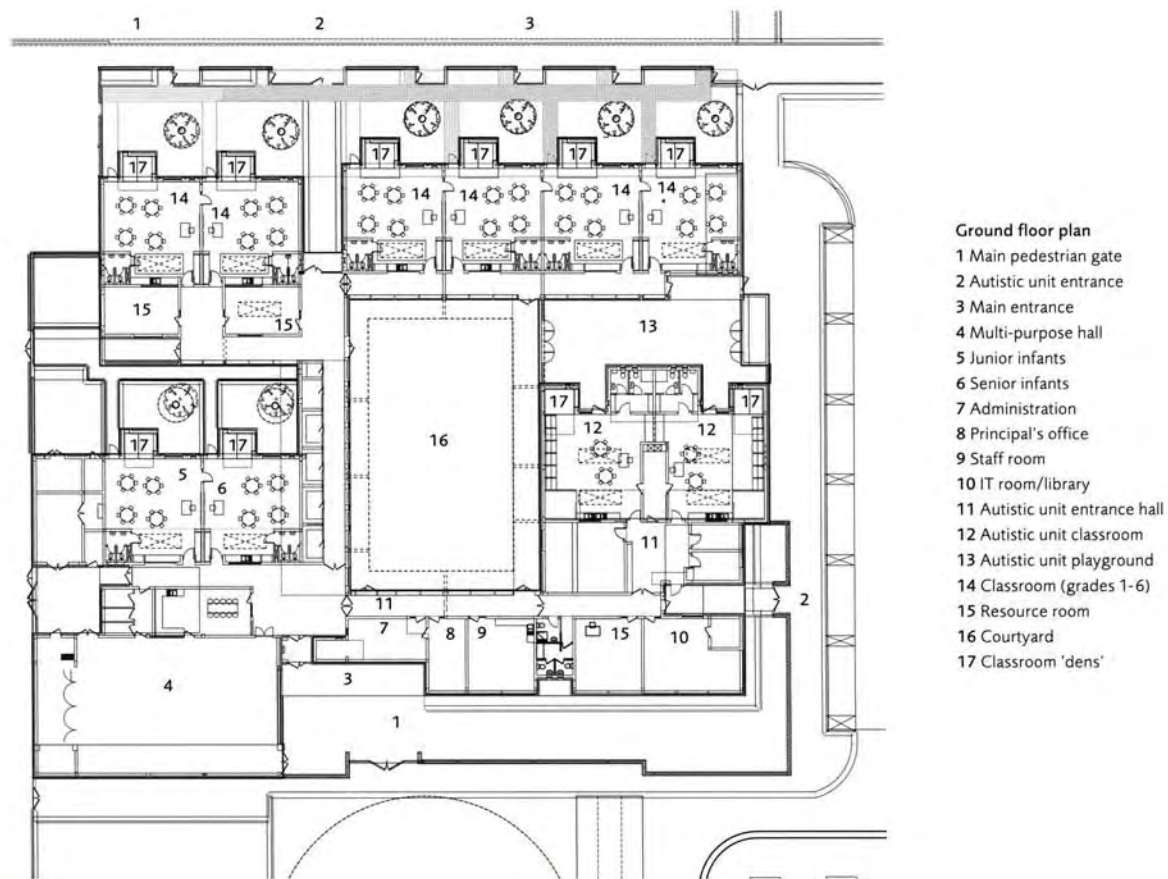 1 2 3
17 17 17 17
17 17
14 14 14 14
14 14
15 15
13
17 17
12 12
16
17 17
5 6
11
11
2
7 8 9 15 10
3
4
1
Ground floor plan
1 Main pedestrian gate
2 Autistic unit entrance
3 Main entrance
4 Multi-purpose hall
5 Junior infants
6 Senior infants
7 Administration
8 Principal's office
9 Staff room
10 IT room/library
11 Autistic unit entrance hall
12 Autistic unit classroom
13 Autistic unit playground
14 Classroom (grades 1-6)
15 Resource room
16 Courtyard
17 Classroom 'dens'